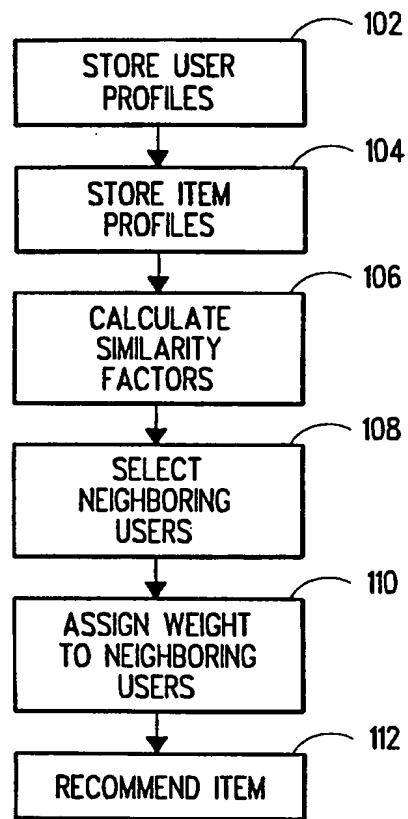 102
STORE USER
PROFILES
104
STORE ITEM
PROFILES
106
CALCULATE
SIMILARITY
FACTORS
108
SELECT
NEIGHBORING
USERS
110
ASSIGN WEIGHT
TO NEIGHBORING
USERS
112
RECOMMEND ITEM